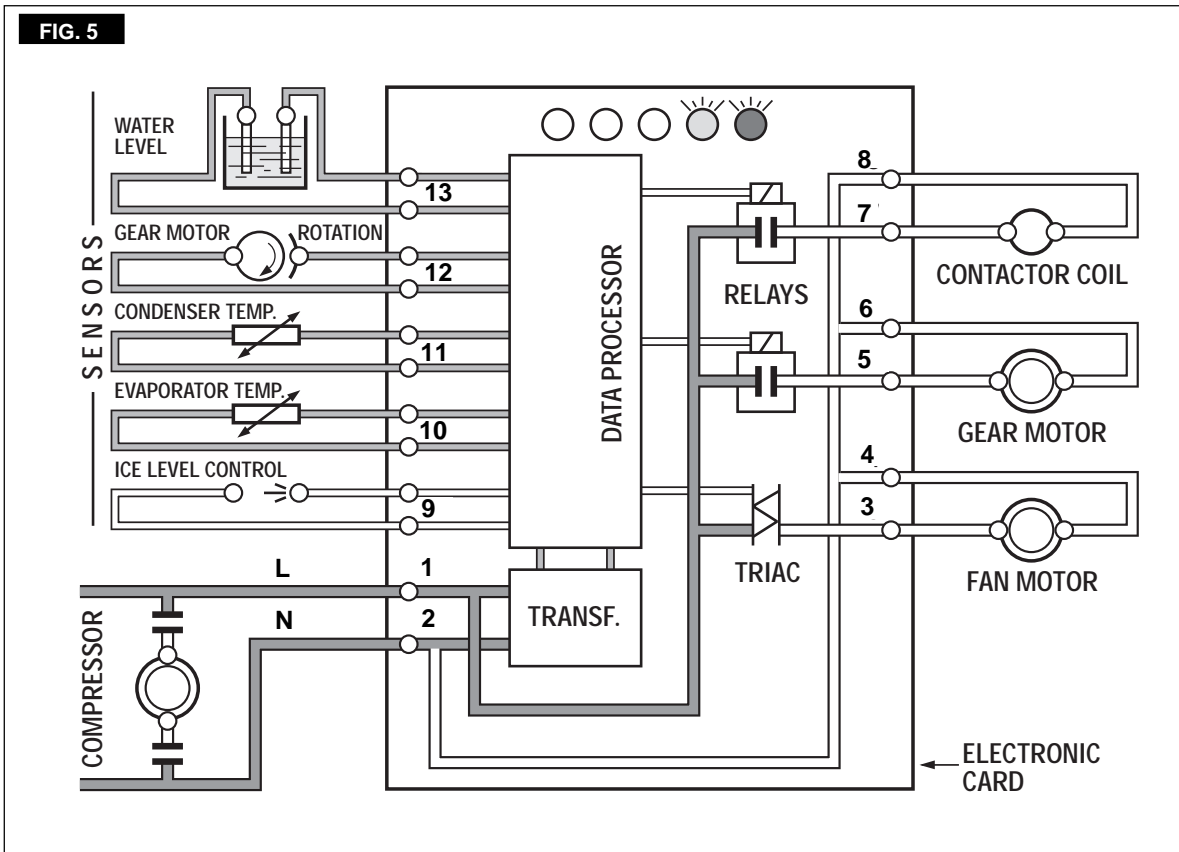 FIG. 5
WATER
LEVEL
13
GEAR MOTOR ROTATION
12
CONDENSER TEMP.
11
EVAPORATOR TEMP.
10
ICE LEVEL CONTROL
9
SENSORS
L
1
N
2
COMPRESSOR
DATA PROCESSOR
TRANSF.
RELAYS
TRIAC
8
7
CONTACTOR COIL
6
5
GEAR MOTOR
4
3
FAN MOTOR
ELECTRONIC
CARD